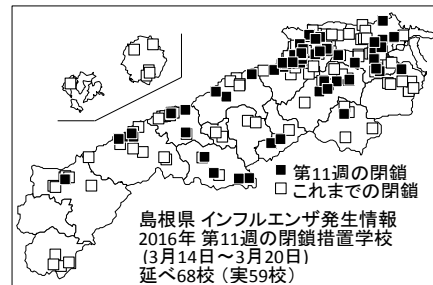 ■ 第11週の閉鎖
□ これまでの閉鎖
島根県 インフルエンザ発生情報
2016年 第11週の閉鎖措置学校
(3月14日～3月20日)
延べ68校 (実59校)